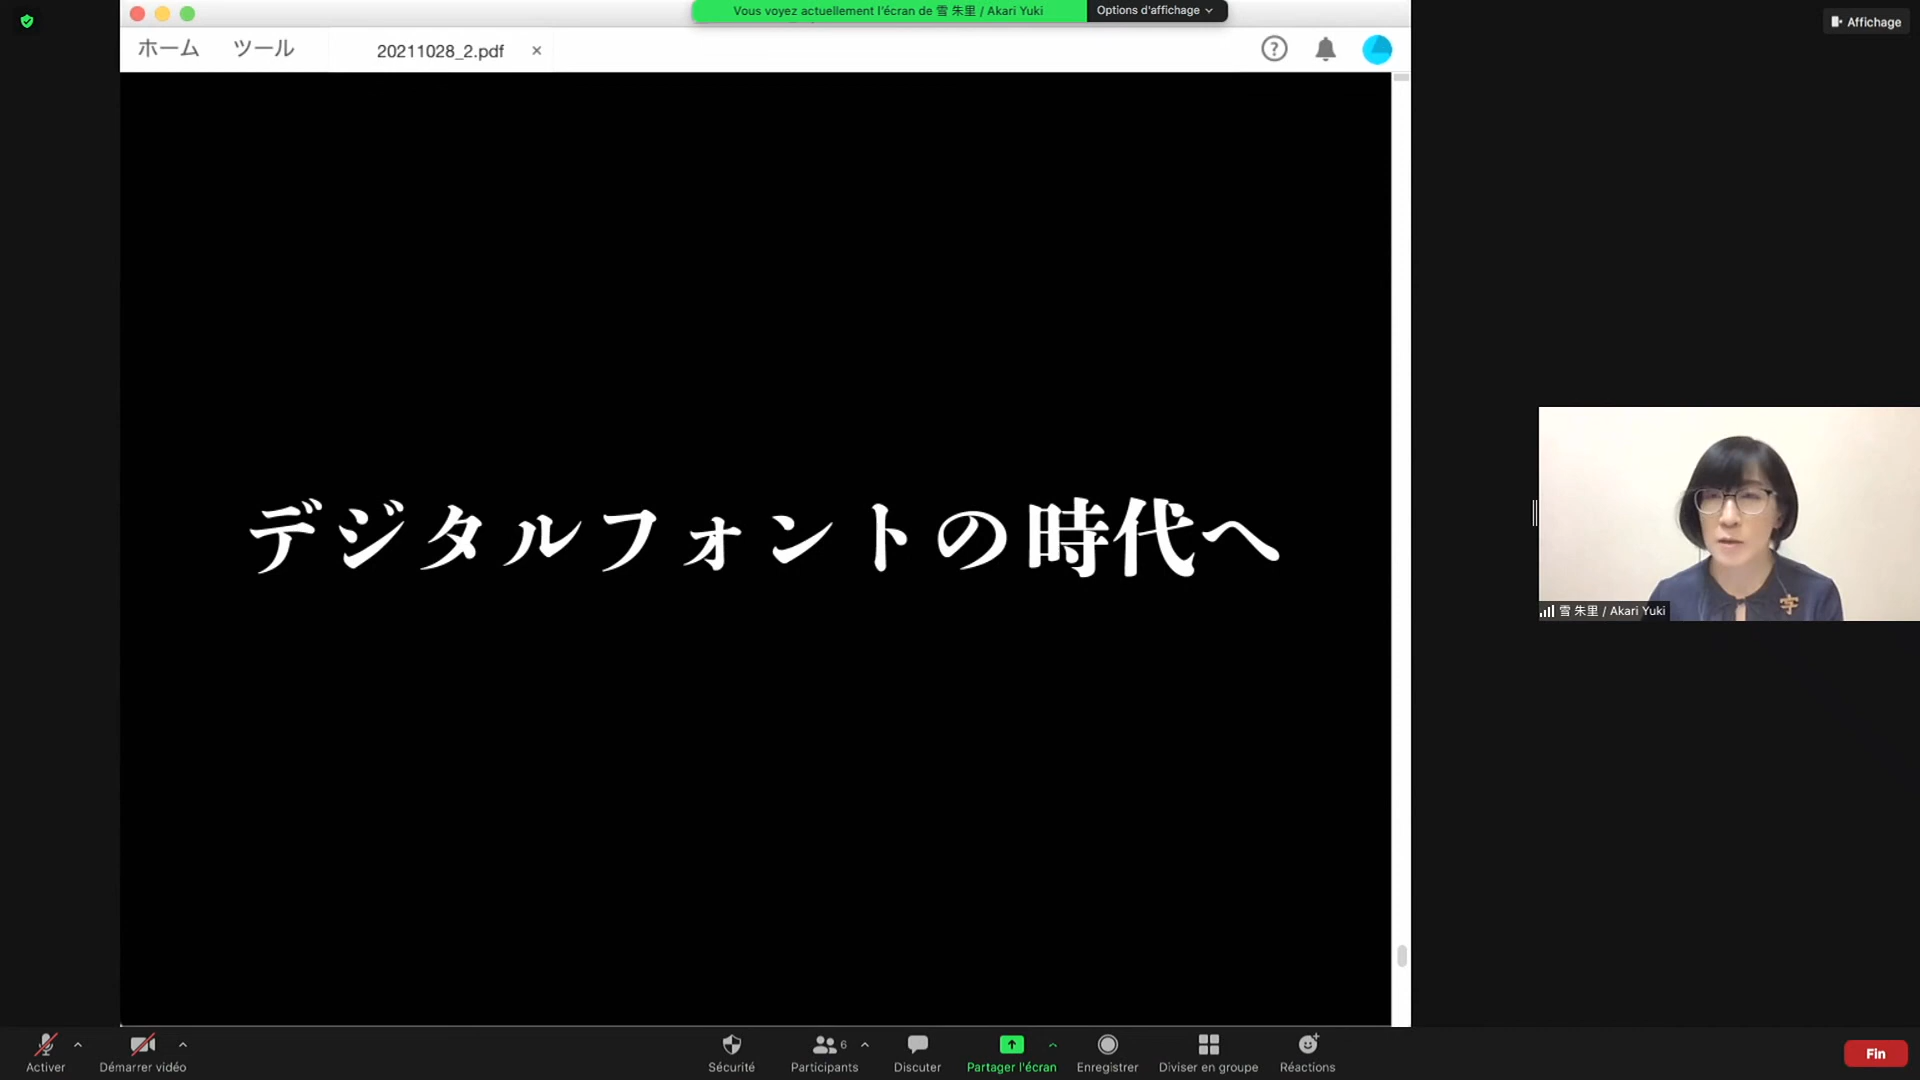 Vous voyez actuellement l'écran de 雪 朱里 / Akari Yuki
Options d'affichage
Affichage
ホーム ツール 20211028_2.pdf ×
デジタルフォントの時代へ
字
雪 朱里 / Akari Yuki
Activer Démarrer vidéo Sécurité Participants 6 Discuter Partager l'écran Enregistrer Diviser en groupe Réactions Fin